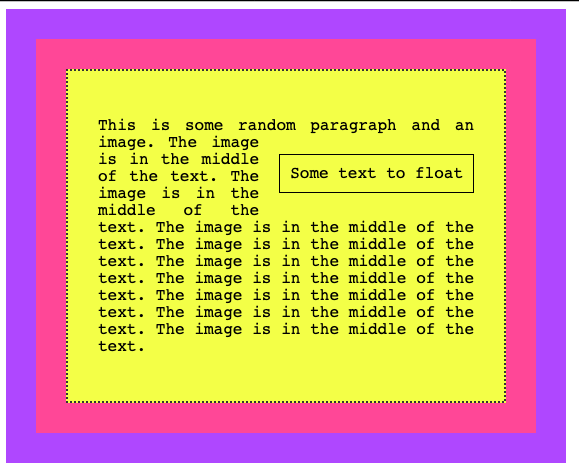 This is some random paragraph and an
image. The image
is in the middle
of the text. The
Some text to float
image is in the
middle of the
text. The image is in the middle of the
text. The image is in the middle of the
text. The image is in the middle of the
text. The image is in the middle of the
text. The image is in the middle of the
text. The image is in the middle of the
text. The image is in the middle of the
text.